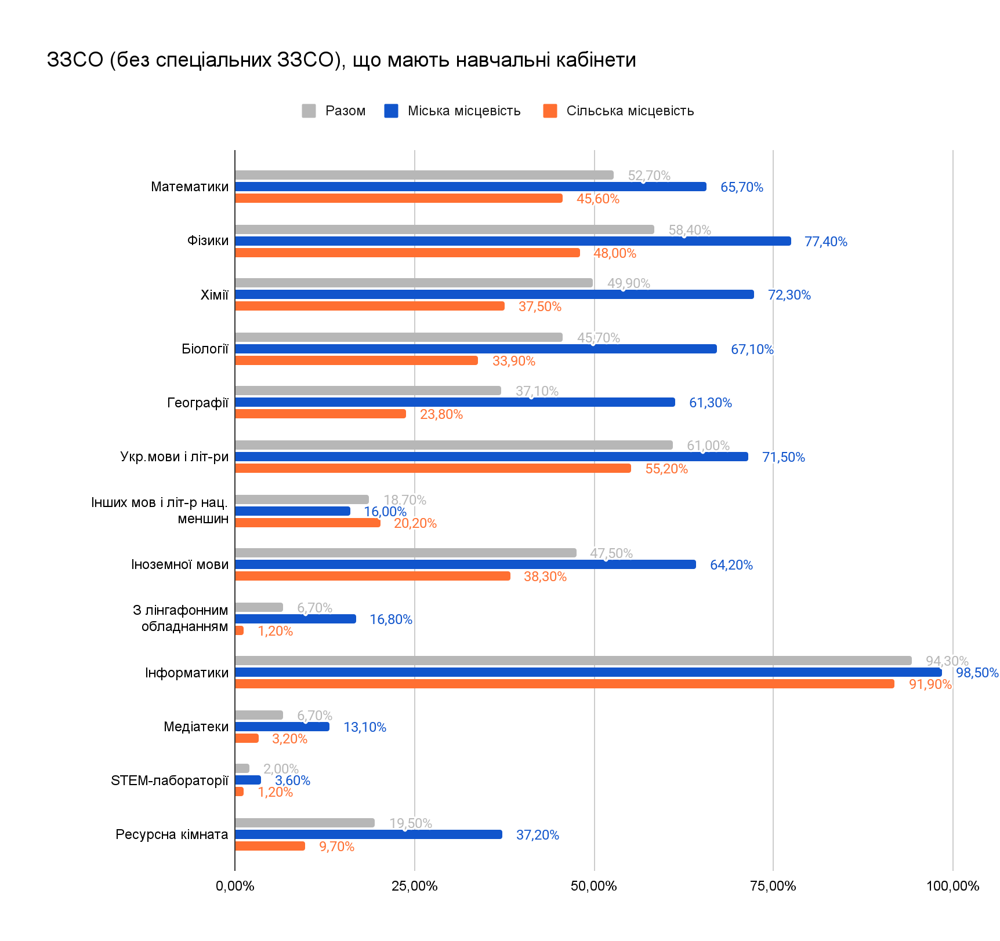 ЗЗСО (без спеціальних ЗЗСО), що мають навчальні кабінети
Разом Міська місцевість Сільська місцевість
52,70%
Математики 65,70%
45,60%
58,40%
Фізики 77,40%
48,00%
49,90%
Хімії 72,30%
37,50%
45,70%
Біології 67,10%
33,90%
37,10%
Географії 61,30%
23,80%
61,00%
Укр.мови і літ-ри 71,50%
55,20%
18.70%
Інших мов і літ-р нац.
меншин
16,00%
20,20%
47,50%
Іноземної мови 64,20%
38,30%
6,70%
З лінгафонним
обладнанням
16,80%
1,20%
94,30%
Інформатики 98,50%
91,90%
6,70%
Медіатеки 13,10%
3,20%
2,00%
STEM-лабораторії 3,60%
1,20%
19,50%
Ресурсна кімната 37,20%
9,70%
0,00% 25,00% 50,00% 75,00% 100,00%